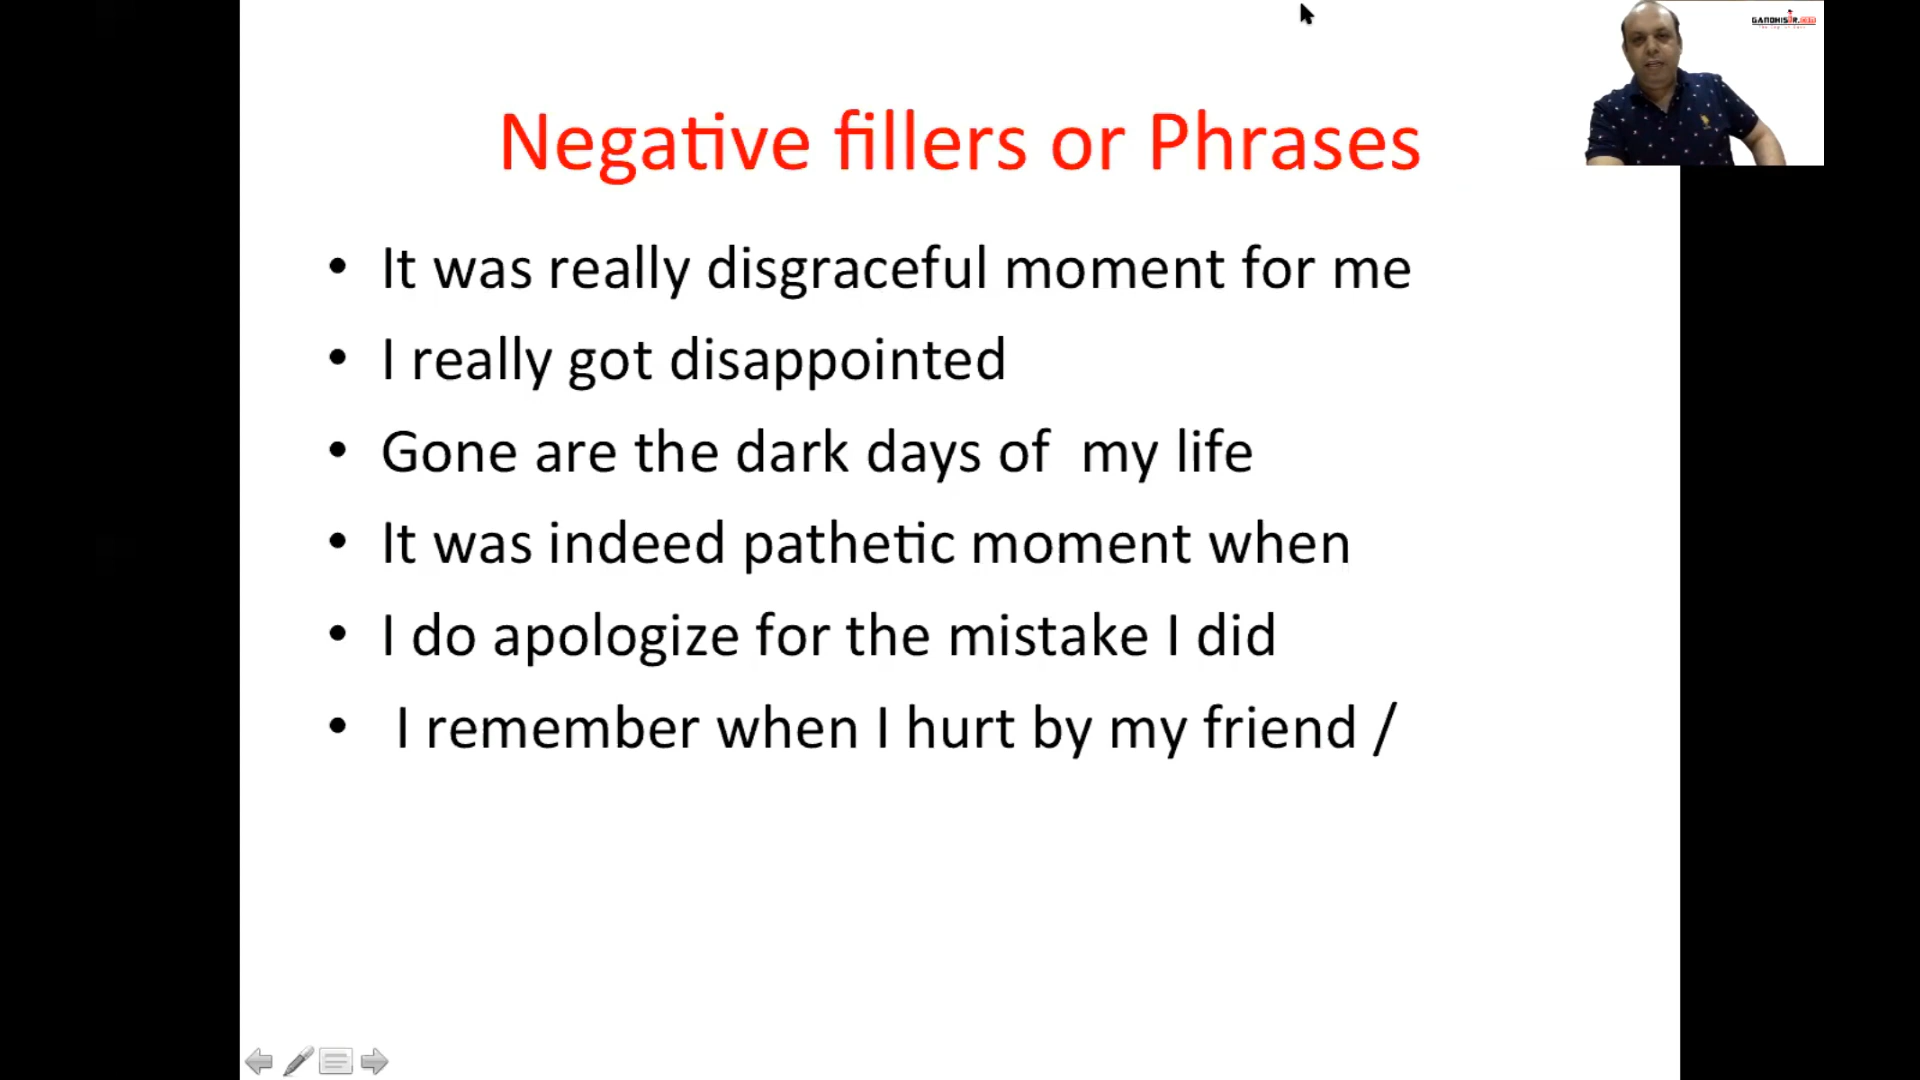 GANDHISIR.com
Negative fillers or Phrases
• It was really disgraceful moment for me
• I really got disappointed
• Gone are the dark days of my life
• It was indeed pathetic moment when
• I do apologize for the mistake I did
• I remember when I hurt by my friend /